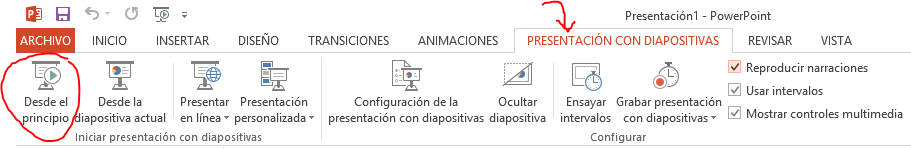 Presentación1 - PowerPoint
ARCHIVO INICIO INSERTAR DISEÑO TRANSICIONES ANIMACIONES PRESENTACIÓN CON DIAPOSITIVAS REVISAR VISTA
Desde el principio
Desde la diapositiva actual
Presentar en línea
Presentación personalizada
Configuración de la presentación con diapositivas
Ocultar diapositiva
Ensayar intervalos
Grabar presentación con diapositivas
Reproducir narraciones
Usar intervalos
Mostrar controles multimedia
Iniciar presentación con diapositivas
Configurar